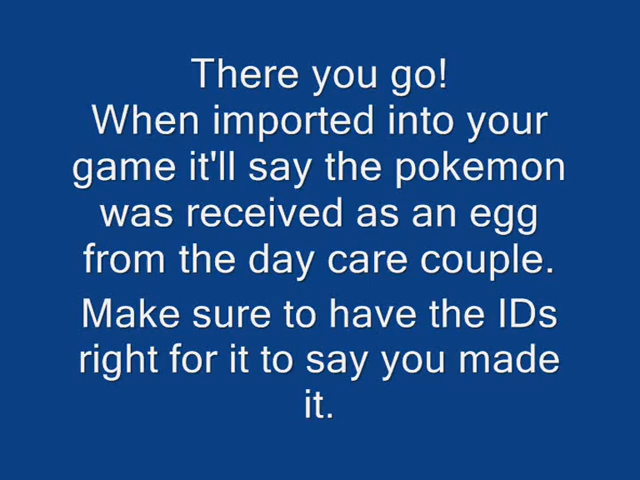 There you go!
When imported into your
game it'll say the pokemon
was received as an egg
from the day care couple.
Make sure to have the IDs
right for it to say you made
it.